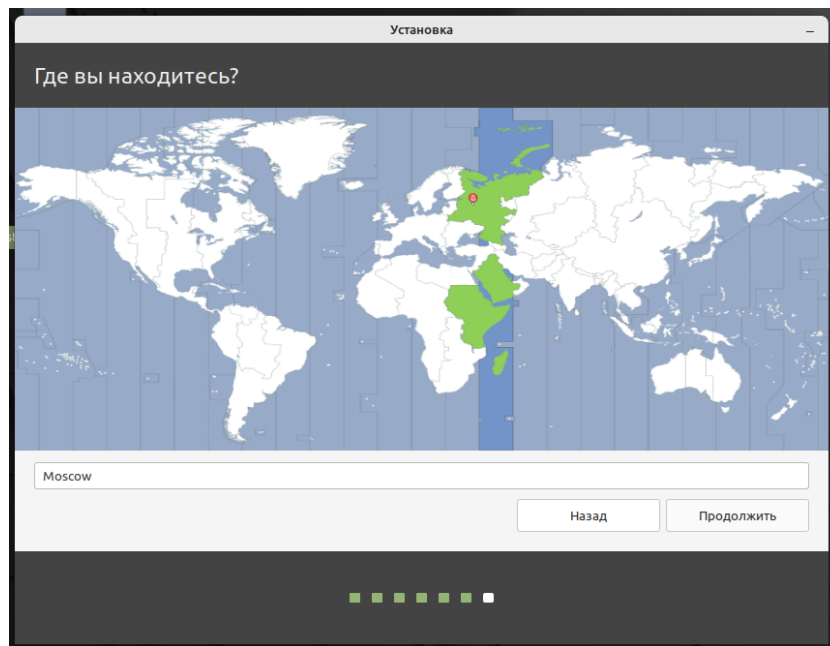 Установка
Где вы находитесь?
Moscow
Назад
Продолжить